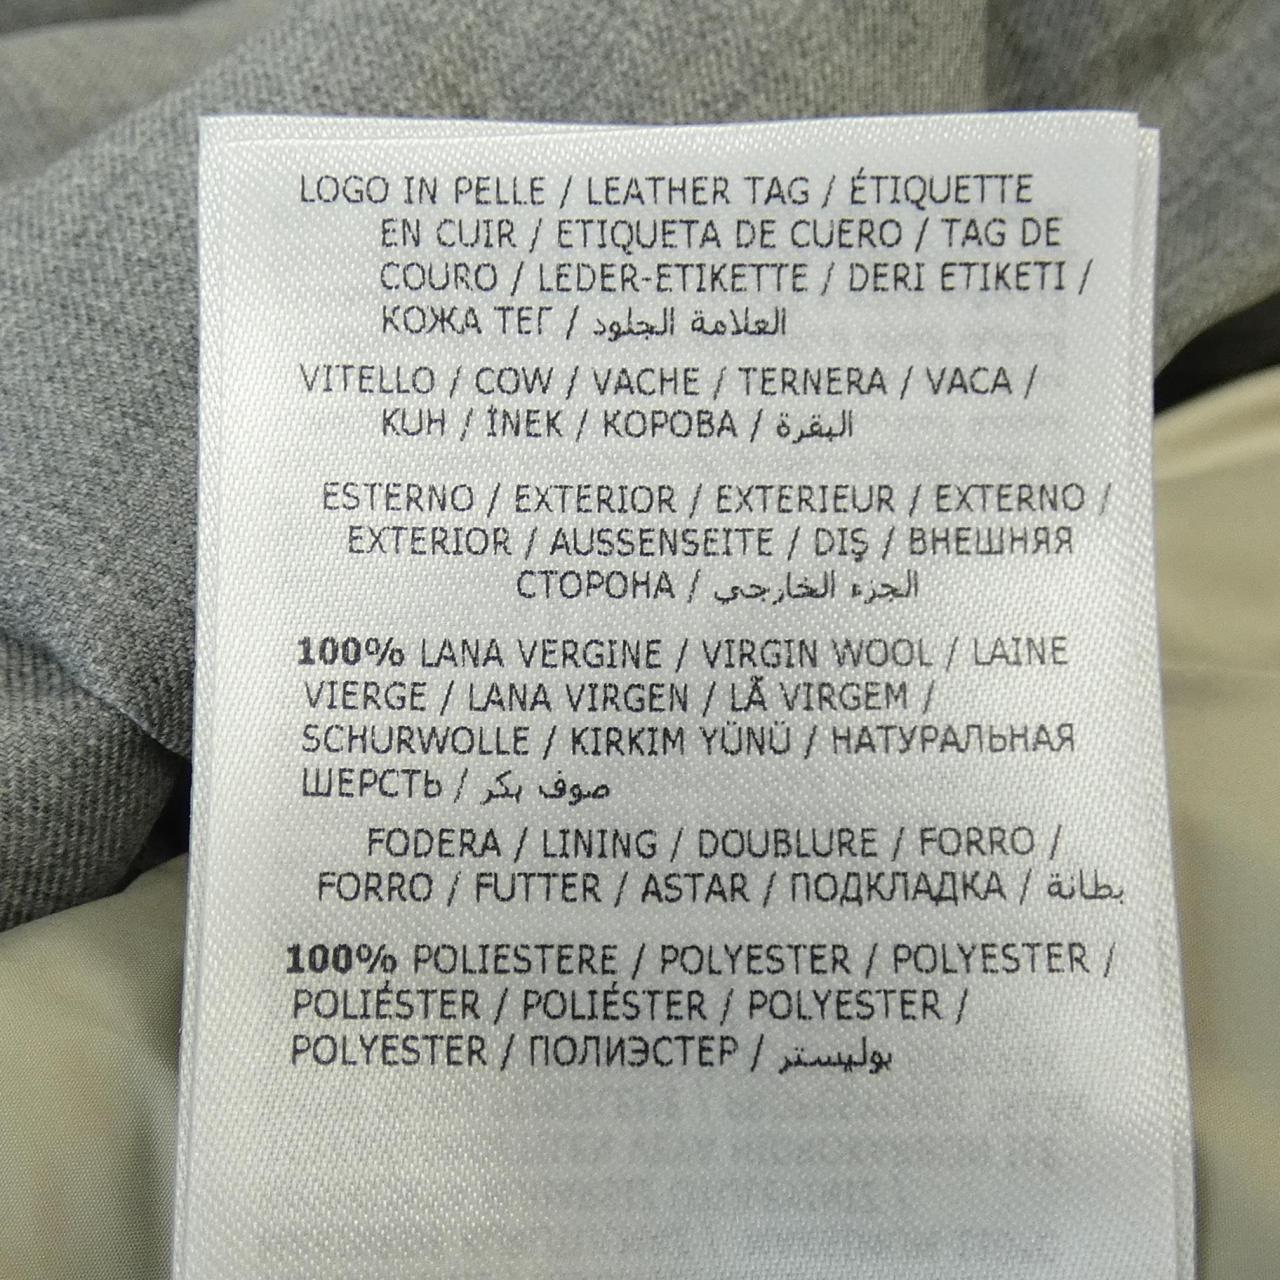 LOGO IN PELLE / LEATHER TAG / ÉTIQUETTE
EN CUIR / ETIQUETA DE CUERO / TAG DE
COURO / LEDER-ETIKETTE / DERI ETIKETI /
КОЖА ТЕГ / العلامة الجلود
VITELLO / COW / VACHE / TERNERA / VACA /
KUH / İNEK / КОРОВА / البقرة
ESTERNO / EXTERIOR / EXTERIEUR / EXTERNO /
EXTERIOR / AUSSENSEITE / DIŞ / ВНЕШНЯЯ
СТОРОНА / الجزء الخارجي
100% LANA VERGINE / VIRGIN WOOL / LAINE
VIERGE / LANA VIRGEN / LÃ VIRGEM /
SCHURWOLLE / KIRKIM YÜNÜ / НАТУРАЛЬНАЯ
ШЕРСТЬ / صوف بكر
FODERA / LINING / DOUBLURE / FORRO /
FORRO / FUTTER / ASTAR / ПОДКЛАДКА / بطانة
100% POLIESTERE / POLYESTER / POLYESTER /
POLIÉSTER / POLIÉSTER / POLYESTER /
POLYESTER / ПОЛИЭСТЕР / بوليستر